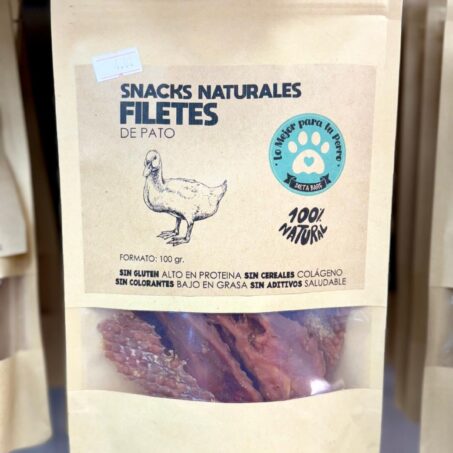 SNACKS NATURALES
FILETES
DE PATO
Lo Mejor para tu Perro
DIETA BARF
100%
NATURAL
FORMATO: 100 gr.
SIN GLUTEN ALTO EN PROTEINA SIN CEREALES COLÁGENO
SIN COLORANTES BAJO EN GRASA SIN ADITIVOS SALUDABLE